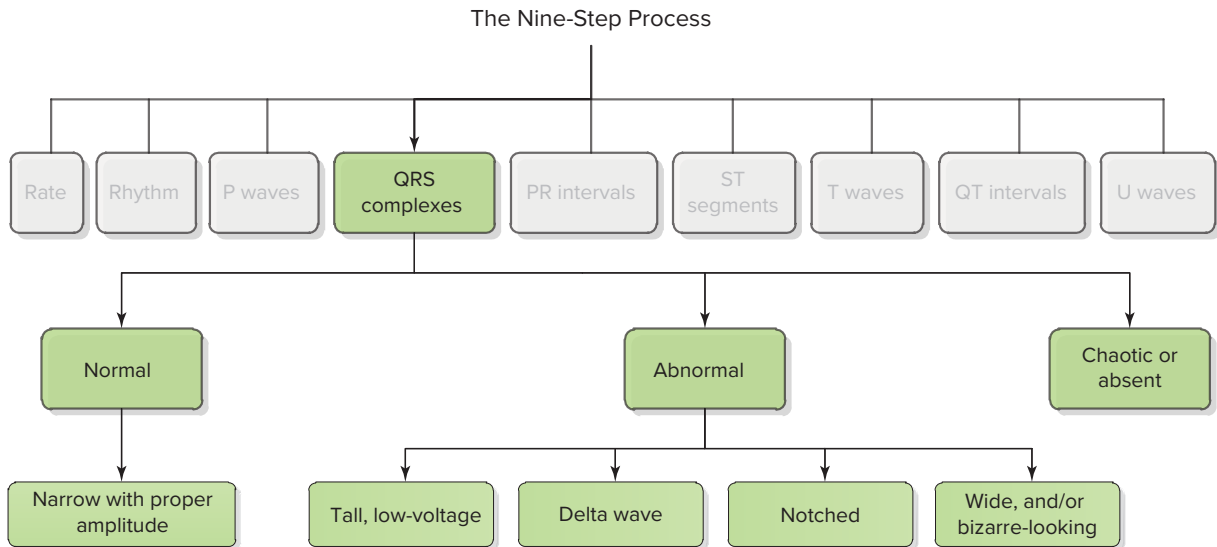 The Nine-Step Process
Rate
Rhythm
P waves
QRS
complexes
PR intervals
ST
segments
T waves
QT intervals
U waves
Normal
Abnormal
Chaotic or
absent
Narrow with proper
amplitude
Tall, low-voltage
Delta wave
Notched
Wide, and/or
bizarre-looking